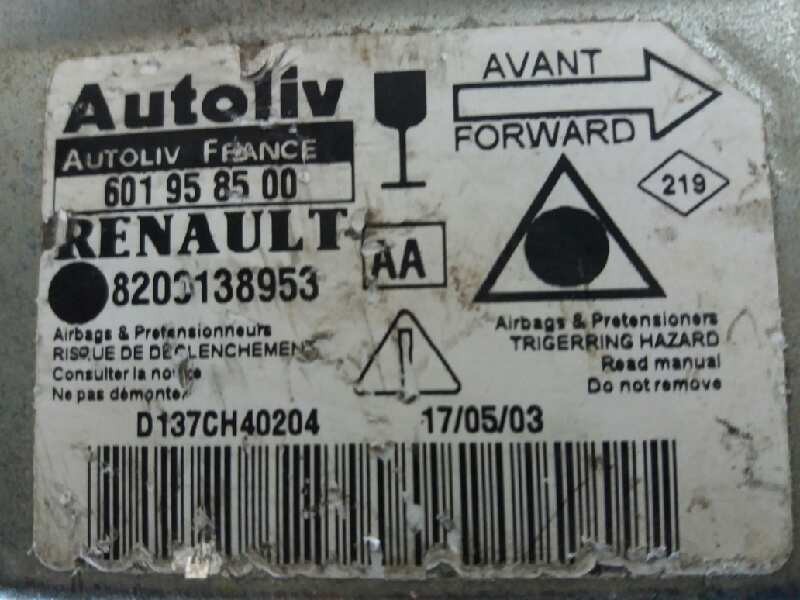 Autoliv
AUTOLIV FRANCE
601 95 85 00
RENAULT
8200138953
AA
AVANT
FORWARD
219
Airbags & Pretensionneurs
RISQUE DE DECLENCHEMENT
Consulter la notice
Ne pas démonter
Airbags & Pretensioners
TRIGERRING HAZARD
Read manual
Do not remove
D137CH40204
17/05/03